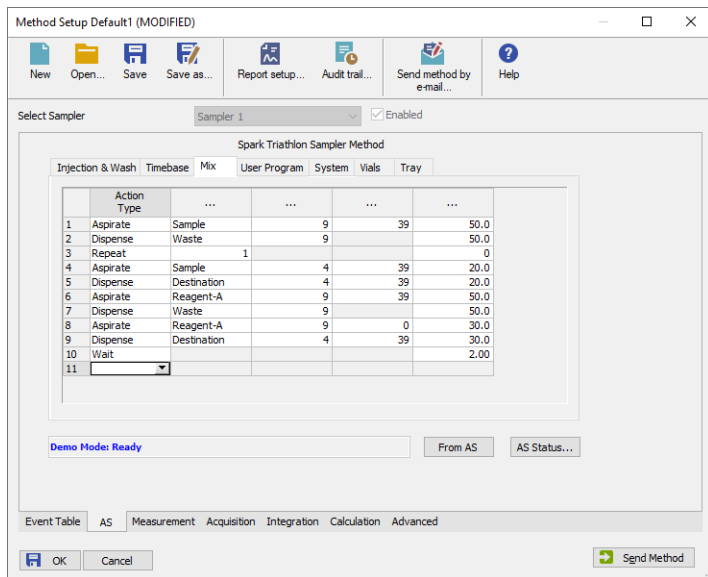 Method Setup Default1 (MODIFIED)
New Open... Save Save as... Report setup... Audit trail... Send method by e-mail... Help
Select Sampler Sampler 1 Enabled
Spark Triathlon Sampler Method
Injection & Wash Timebase Mix User Program System Vials Tray
Action Type ... ... ... ...
1 Aspirate Sample 9 39 50.0
2 Dispense Waste 9 50.0
3 Repeat 1 0
4 Aspirate Sample 4 39 20.0
5 Dispense Destination 4 39 20.0
6 Aspirate Reagent-A 9 39 50.0
7 Dispense Waste 9 50.0
8 Aspirate Reagent-A 9 0 30.0
9 Dispense Destination 4 39 30.0
10 Wait 2.00
11
Demo Mode: Ready From AS AS Status...
Event Table AS Measurement Acquisition Integration Calculation Advanced
OK Cancel Send Method